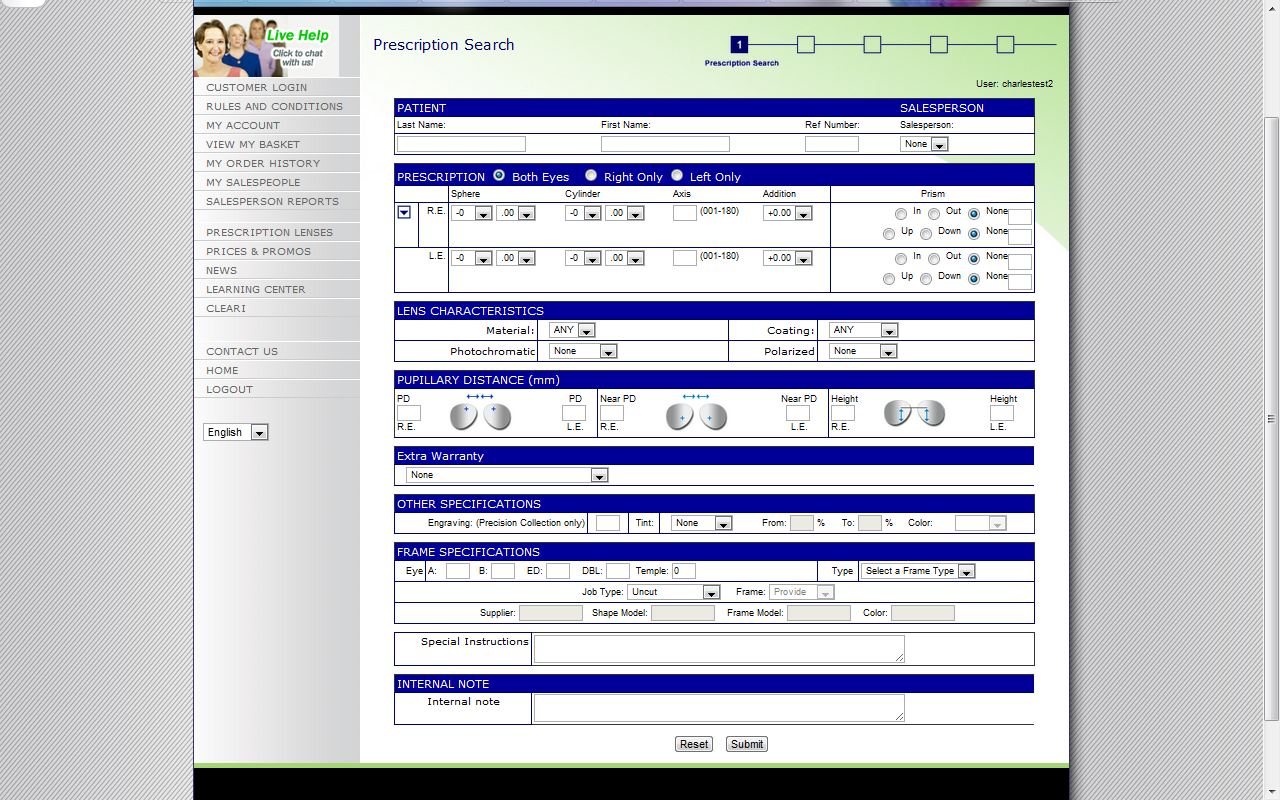 Live Help
Click to chat
with us!
CUSTOMER LOGIN
RULES AND CONDITIONS
MY ACCOUNT
VIEW MY BASKET
MY ORDER HISTORY
MY SALESPEOPLE
SALESPERSON REPORTS
PRESCRIPTION LENSES
PRICES & PROMOS
NEWS
LEARNING CENTER
CLEARI
CONTACT US
HOME
LOGOUT
English
Prescription Search
1
Prescription Search
User: charlestest2
PATIENT SALESPERSON
Last Name: First Name: Ref Number: Salesperson:
None
PRESCRIPTION Both Eyes Right Only Left Only
Sphere Cylinder Axis Addition Prism
R.E. -0 .00 -0 .00 (001-180) +0.00 In Out None
Up Down None
L.E. -0 .00 -0 .00 (001-180) +0.00 In Out None
Up Down None
LENS CHARACTERISTICS
Material: ANY Coating: ANY
Photochromatic None Polarized None
PUPILLARY DISTANCE (mm)
PD PD Near PD Near PD Height Height
R.E. L.E. R.E. L.E. R.E. L.E.
Extra Warranty
None
OTHER SPECIFICATIONS
Engraving: (Precision Collection only) Tint: None From: % To: % Color:
FRAME SPECIFICATIONS
Eye A: B: ED: DBL: Temple: 0 Type Select a Frame Type
Job Type: Uncut Frame: Provide
Supplier: Shape Model: Frame Model: Color:
Special Instructions
INTERNAL NOTE
Internal note
Reset Submit